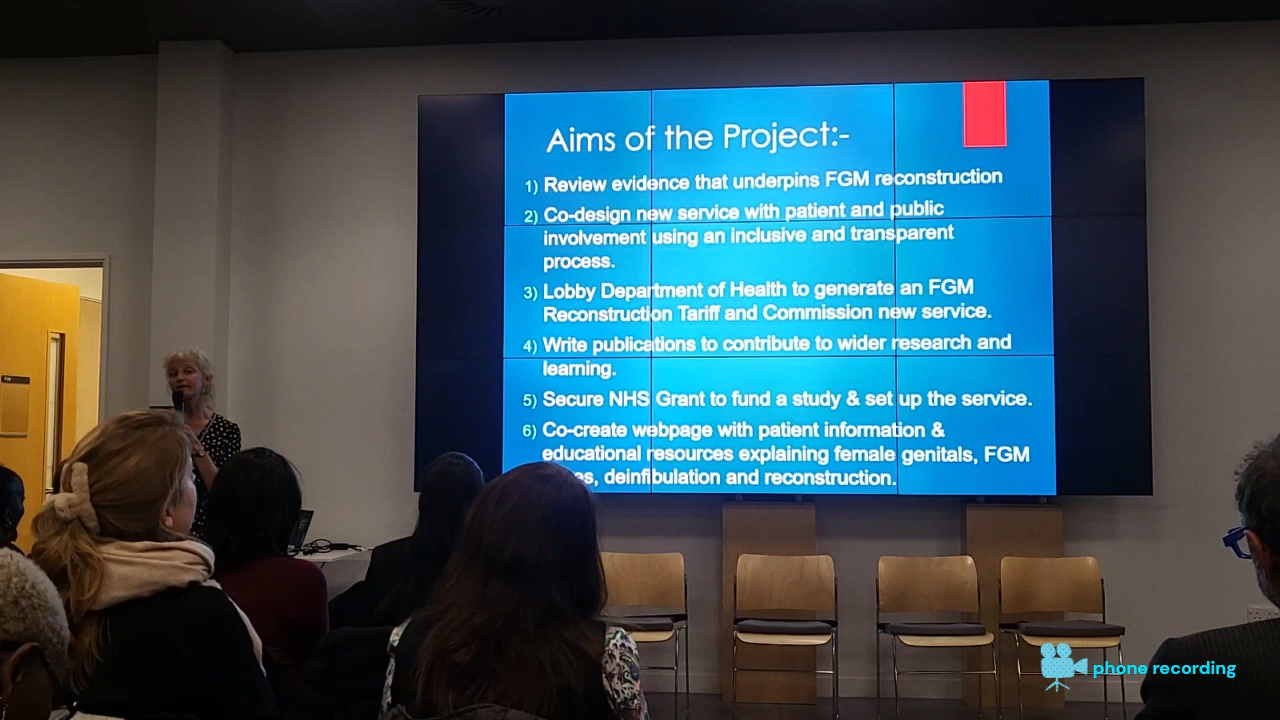 Aims of the Project:-
1) Review evidence that underpins FGM reconstruction
2) Co-design new service with patient and public
involvement using an inclusive and transparent
process.
3) Lobby Department of Health to generate an FGM
Reconstruction Tariff and Commission new service.
4) Write publications to contribute to wider research and
learning.
5) Secure NHS Grant to fund a study & set up the service.
6) Co-create webpage with patient information &
educational resources explaining female genitals, FGM
deinfibulation and reconstruction.
phone recording